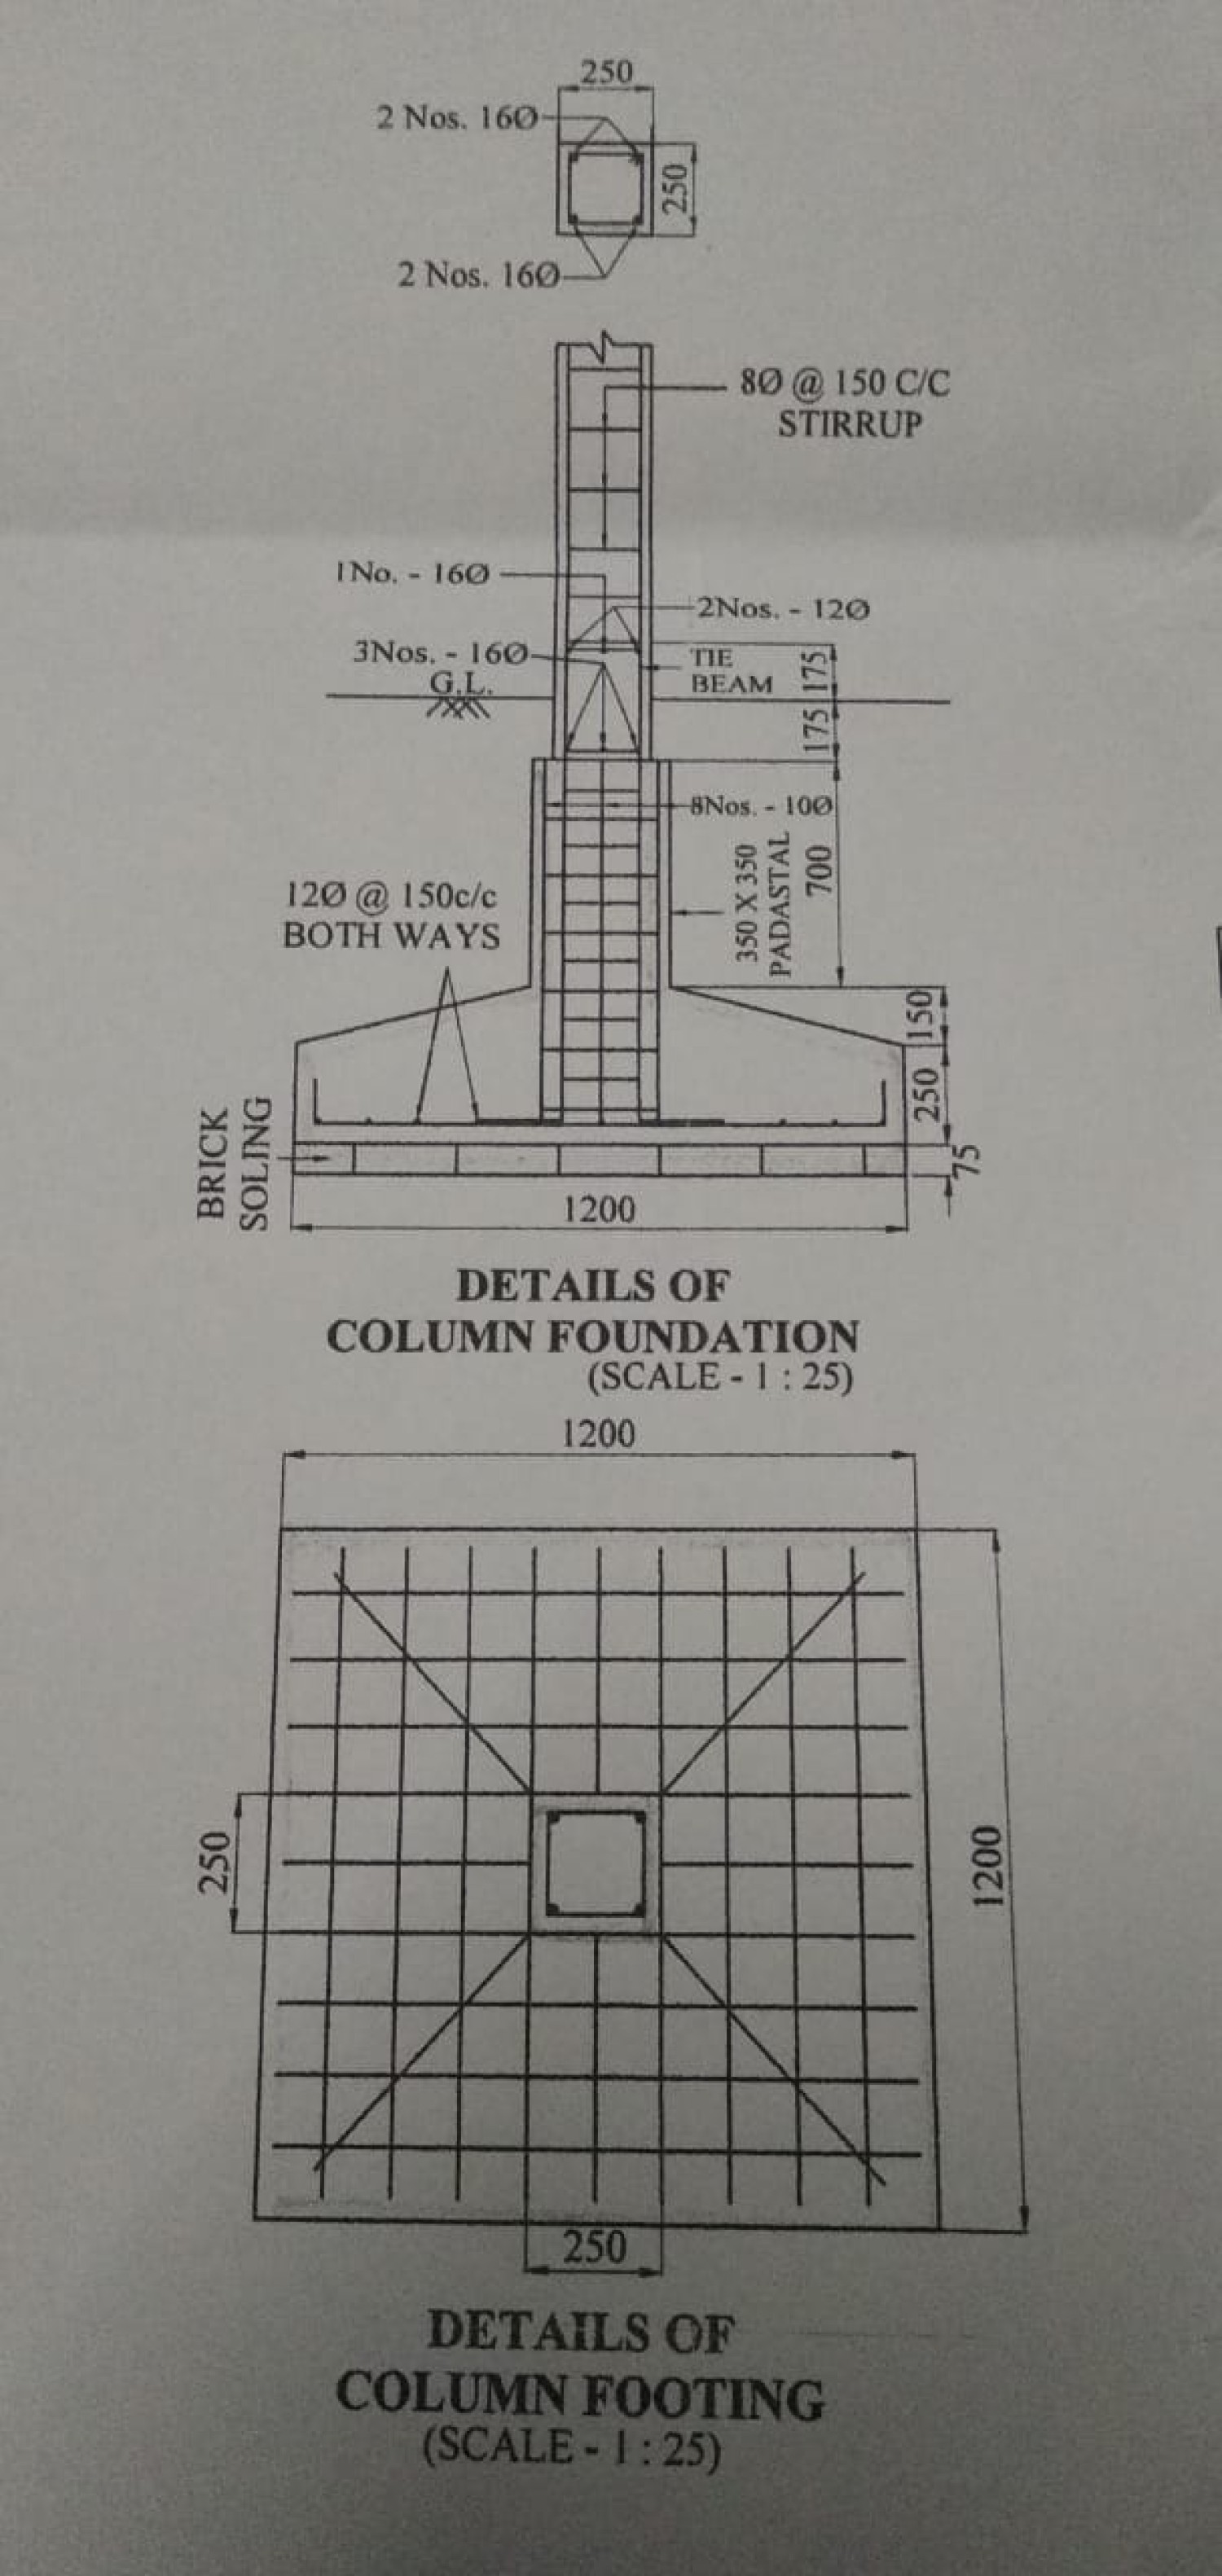 250
2 Nos. 16Ø
250
2 Nos. 16Ø
8Ø @ 150 C/C
STIRRUP
1No. - 16Ø
2Nos. - 12Ø
3Nos. - 16Ø
TIE
BEAM
175
G.L.
175
8Nos. - 10Ø
350 X 350
PADASTAL
700
12Ø @ 150c/c
BOTH WAYS
150
250
BRICK
SOLING
75
1200
DETAILS OF
COLUMN FOUNDATION
(SCALE - 1 : 25)
1200
250
1200
250
DETAILS OF
COLUMN FOOTING
(SCALE - 1 : 25)